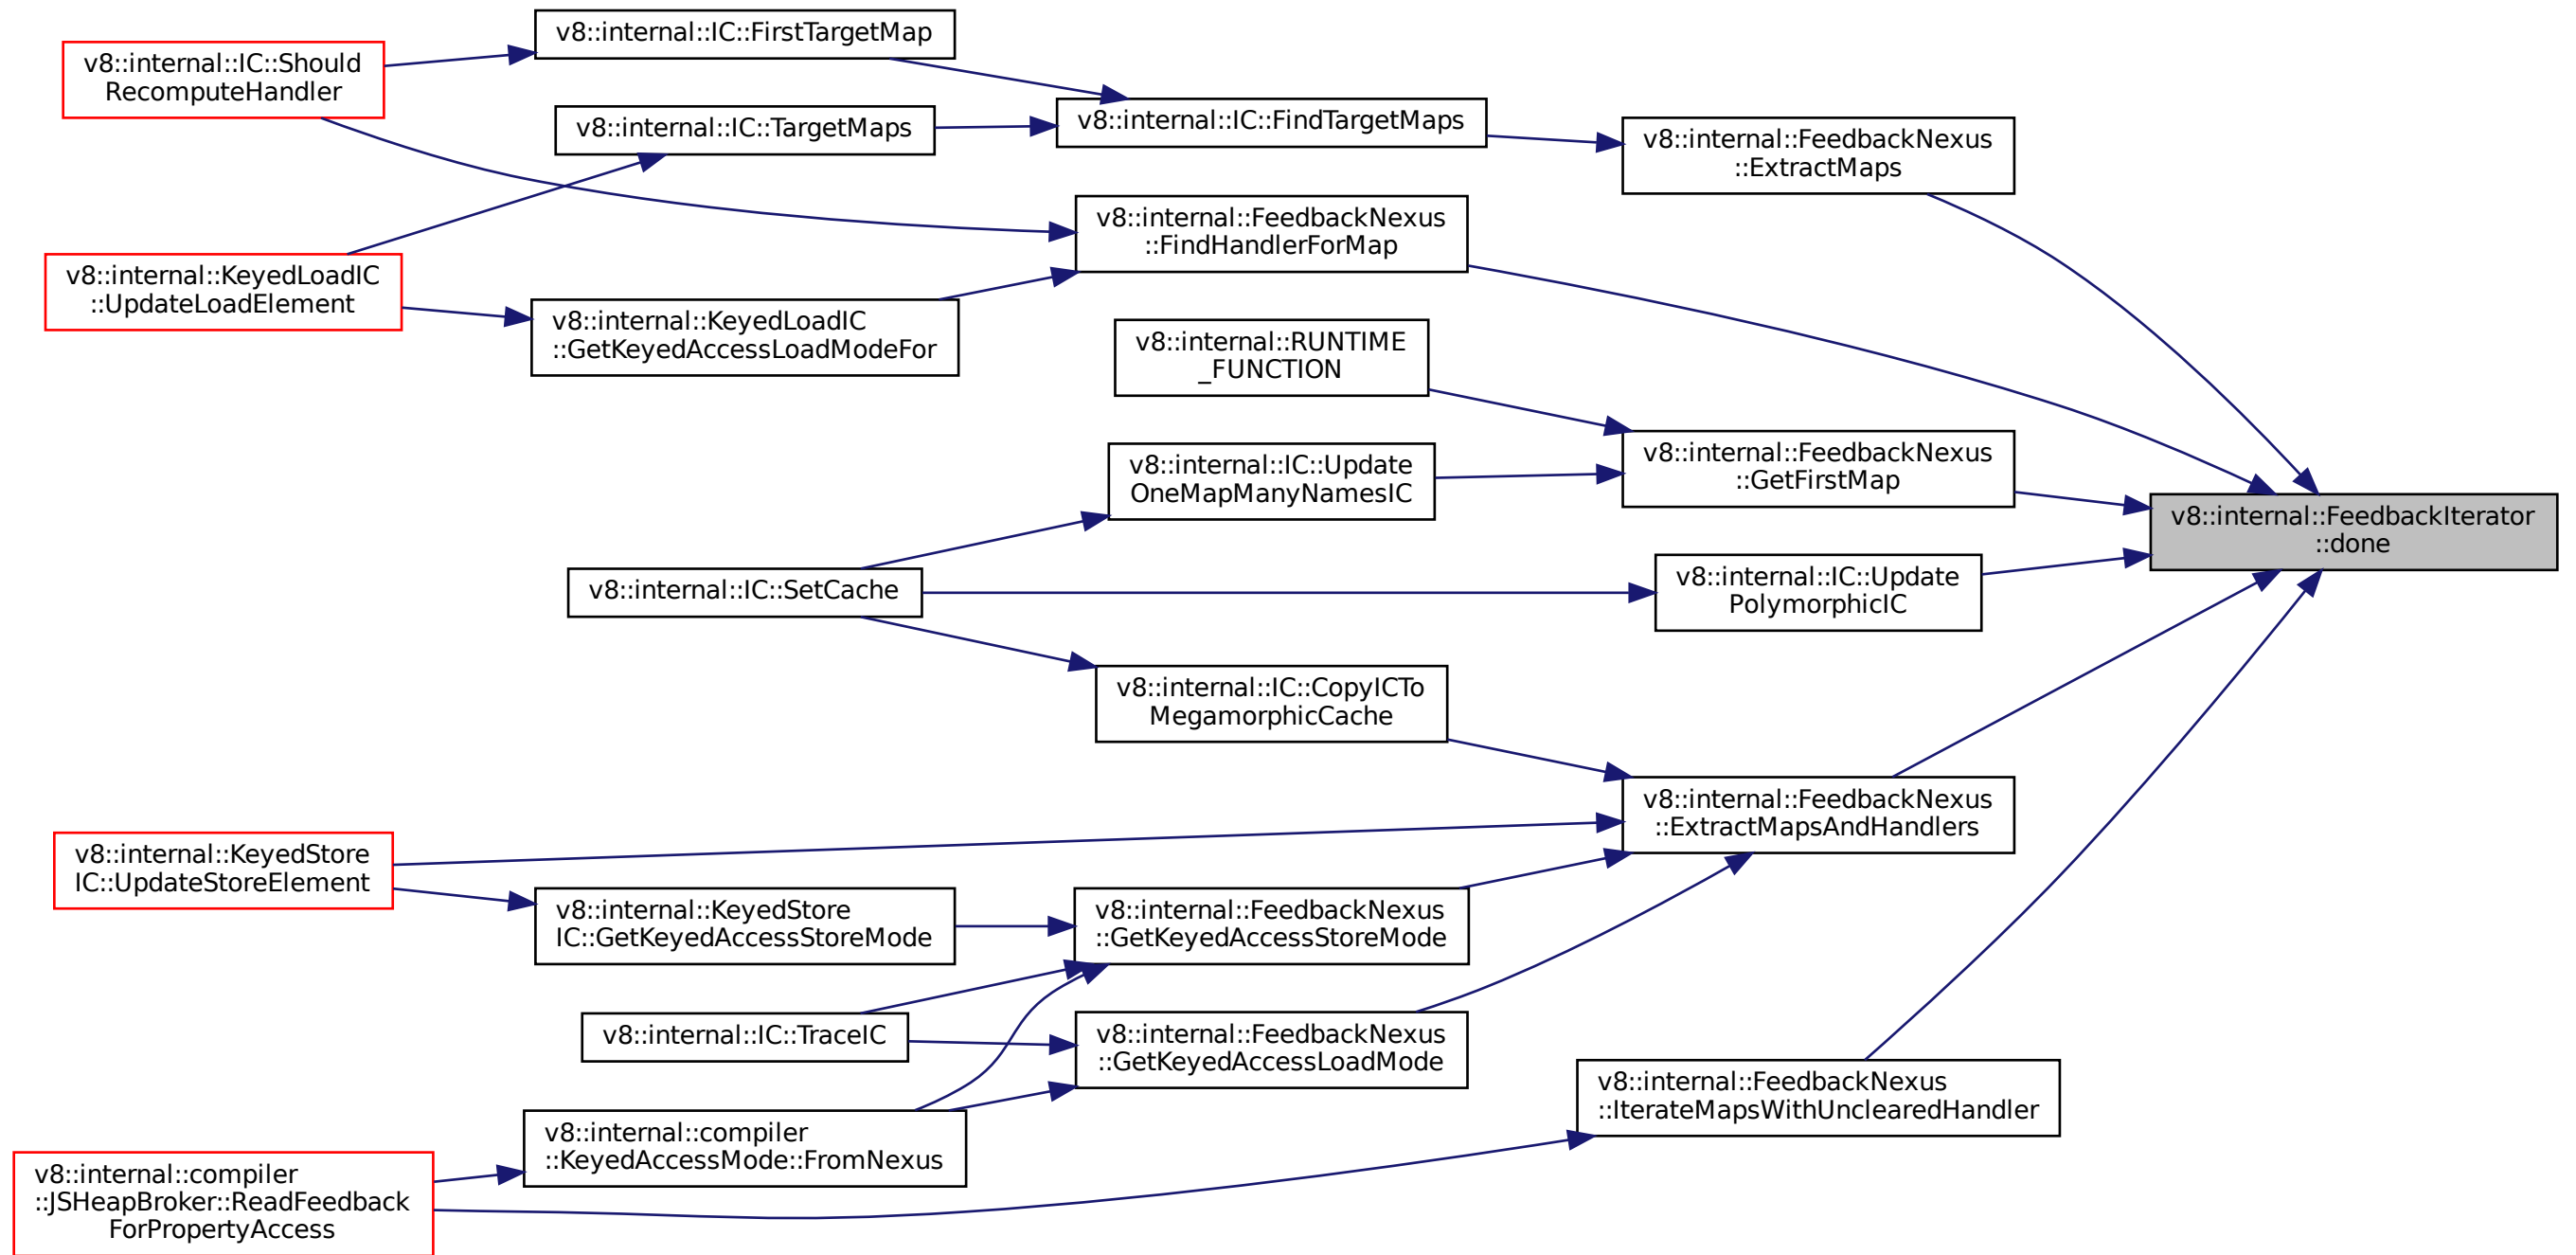 v8::internal::IC::FirstTargetMap
v8::internal::IC::Should
RecomputeHandler
v8::internal::IC::TargetMaps
v8::internal::IC::FindTargetMaps
v8::internal::FeedbackNexus
::ExtractMaps
v8::internal::FeedbackNexus
::FindHandlerForMap
v8::internal::KeyedLoadIC
::UpdateLoadElement
v8::internal::KeyedLoadIC
::GetKeyedAccessLoadModeFor
v8::internal::RUNTIME
_FUNCTION
v8::internal::IC::Update
OneMapManyNamesIC
v8::internal::FeedbackNexus
::GetFirstMap
v8::internal::FeedbackIterator
::done
v8::internal::IC::SetCache
v8::internal::IC::Update
PolymorphicIC
v8::internal::IC::CopyICTo
MegamorphicCache
v8::internal::FeedbackNexus
::ExtractMapsAndHandlers
v8::internal::KeyedStore
IC::UpdateStoreElement
v8::internal::KeyedStore
IC::GetKeyedAccessStoreMode
v8::internal::FeedbackNexus
::GetKeyedAccessStoreMode
v8::internal::IC::TraceIC
v8::internal::FeedbackNexus
::GetKeyedAccessLoadMode
v8::internal::FeedbackNexus
::IterateMapsWithUnclearedHandler
v8::internal::compiler
::KeyedAccessMode::FromNexus
v8::internal::compiler
::JSHeapBroker::ReadFeedback
ForPropertyAccess